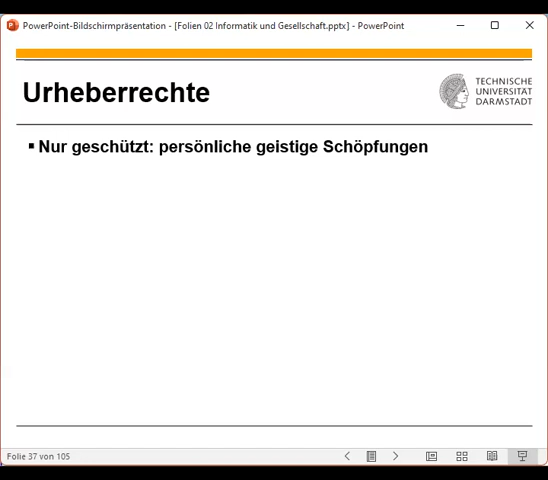 PowerPoint-Bildschirmpräsentation - [Folien 02 Informatik und Gesellschaft.pptx] - PowerPoint
Urheberrechte
TECHNISCHE
UNIVERSITÄT
DARMSTADT
▪ Nur geschützt: persönliche geistige Schöpfungen
Folie 37 von 105